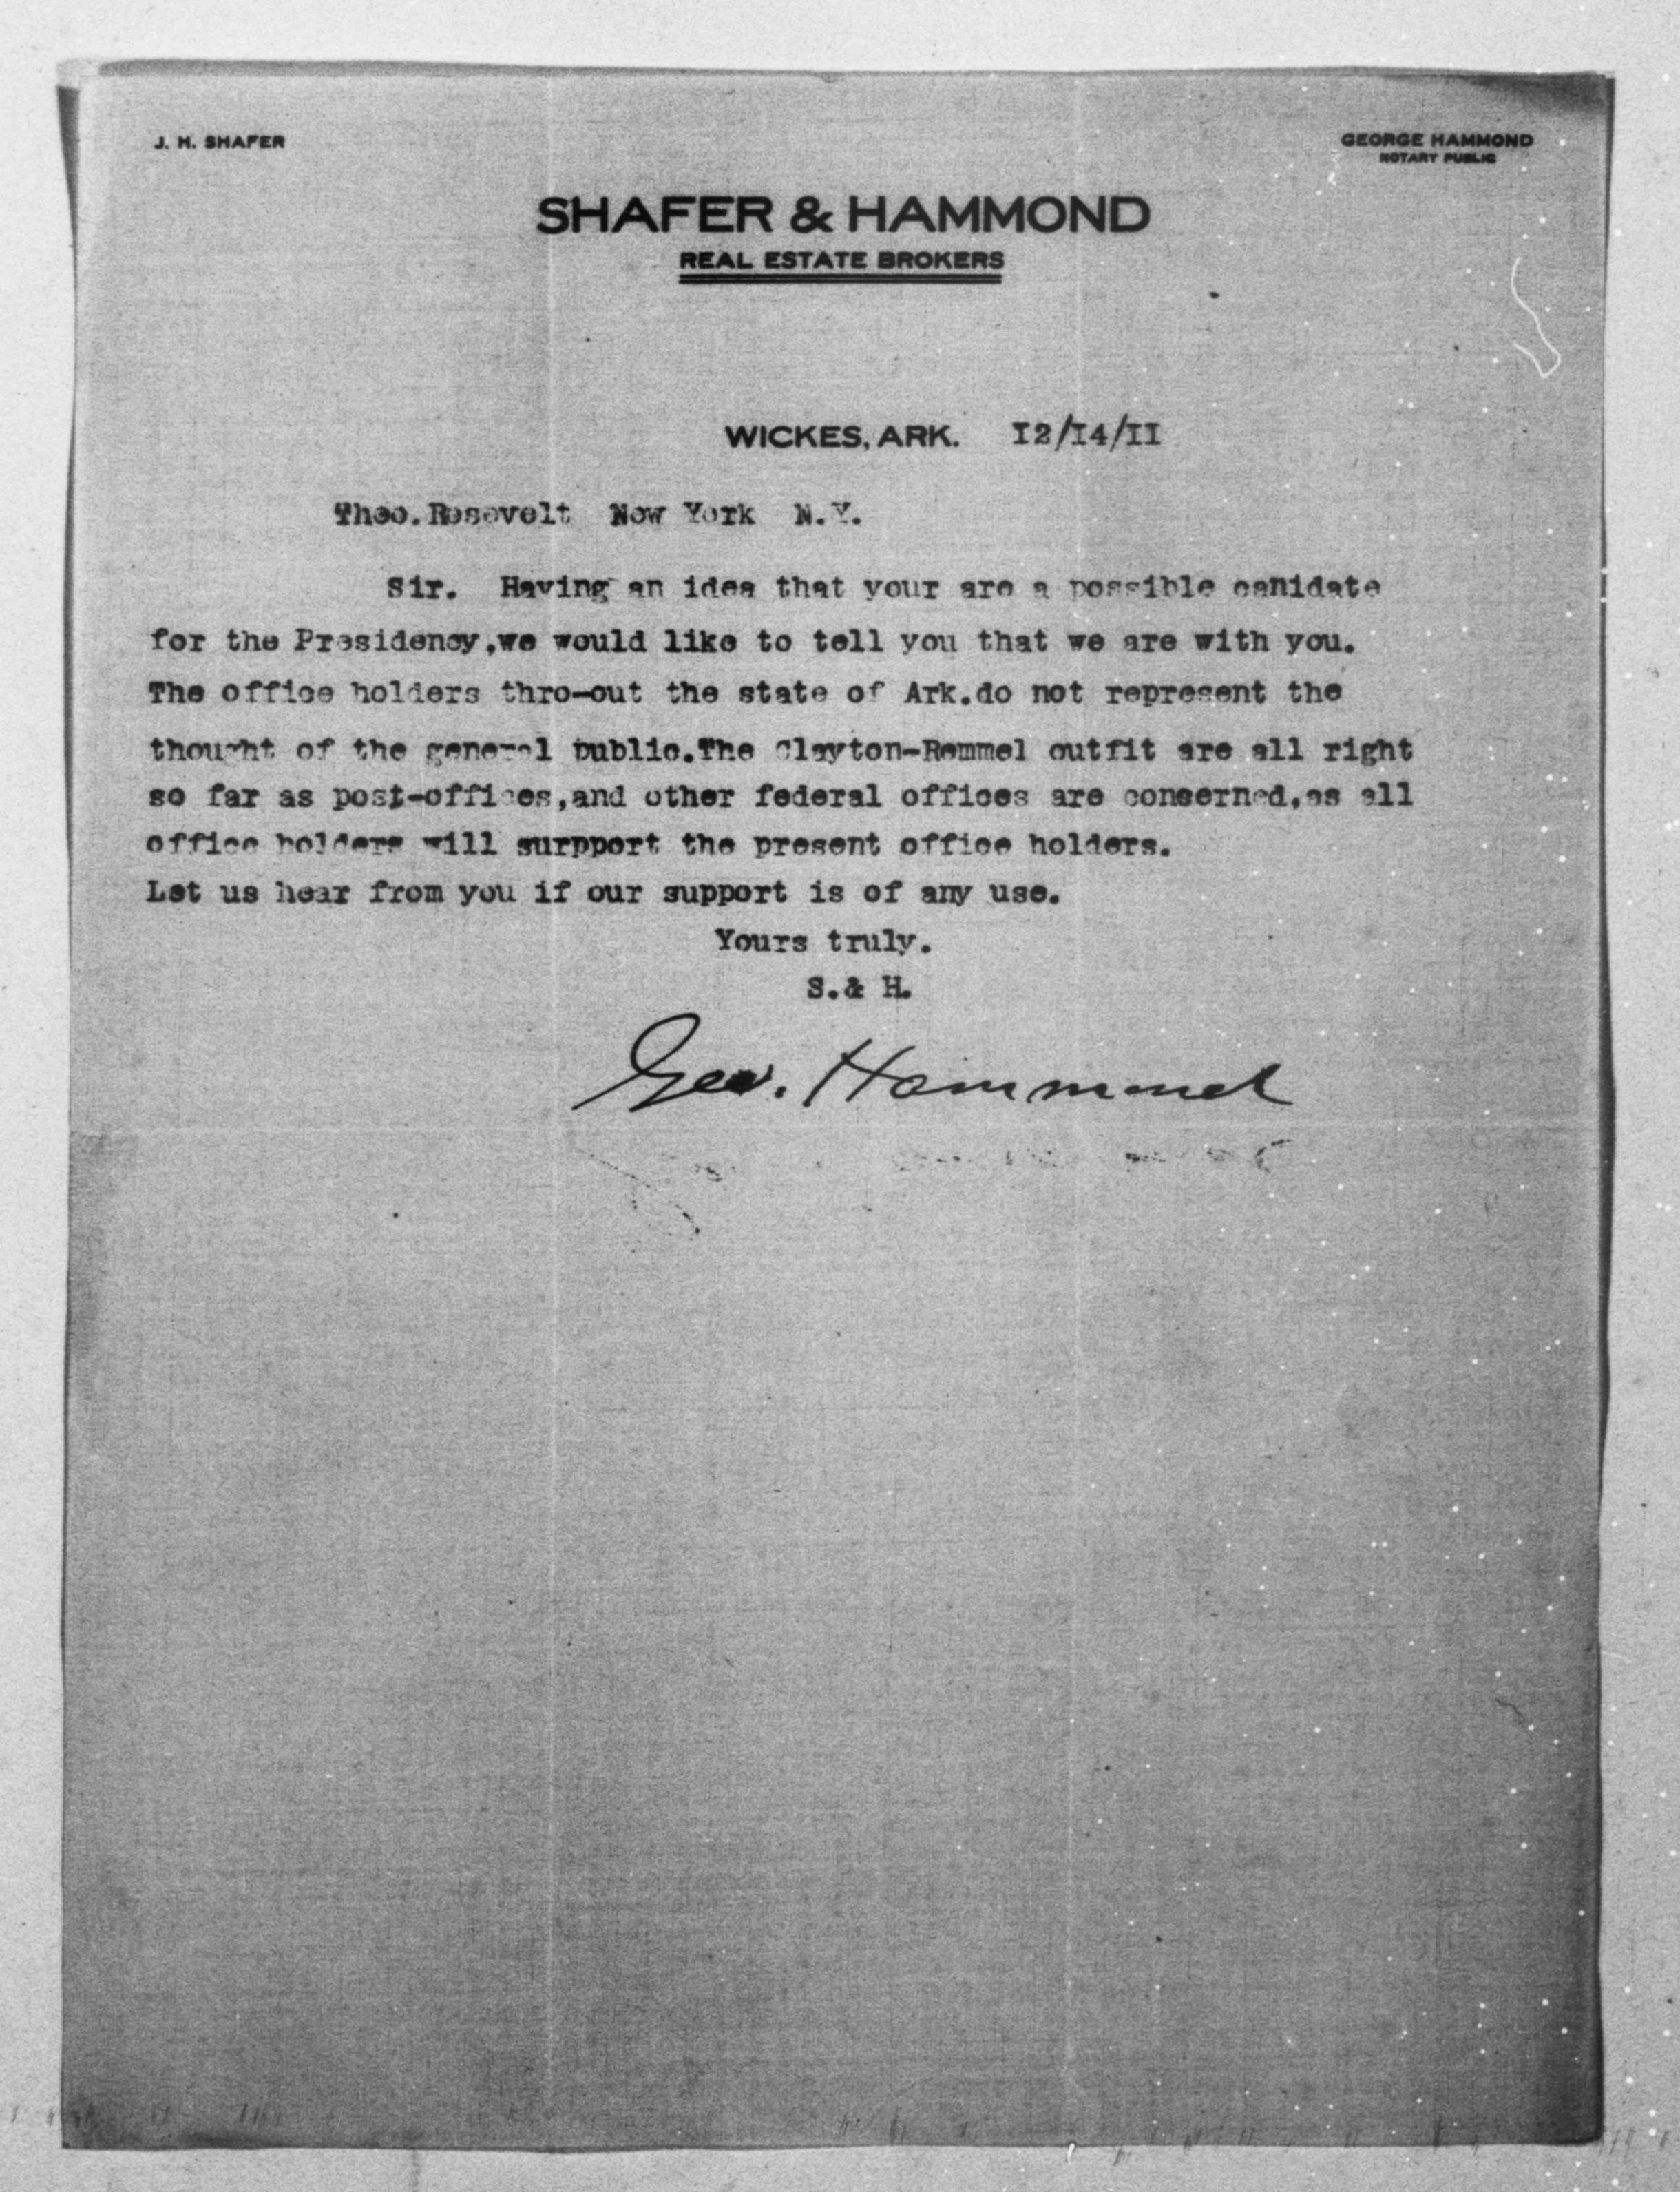 J. H. SHAFER
GEORGE HAMMOND
NOTARY PUBLIC
SHAFER & HAMMOND
REAL ESTATE BROKERS
WICKES, ARK. I2/I4/II
Theo.Rosevelt New York N.Y.
Sir. Having an idea that your are a possible canidate
for the Presidency,we would like to tell you that we are with you.
The office holders thro-out the state of Ark.do not represent the
thought of the general public.The Clayton-Remmel outfit are all right
so far as post-offices,and other federal offices are concerned,as all
office holders will surpport the present office holders.
Let us hear from you if our support is of any use.
Yours truly.
S.& H.
Geo. Hammond